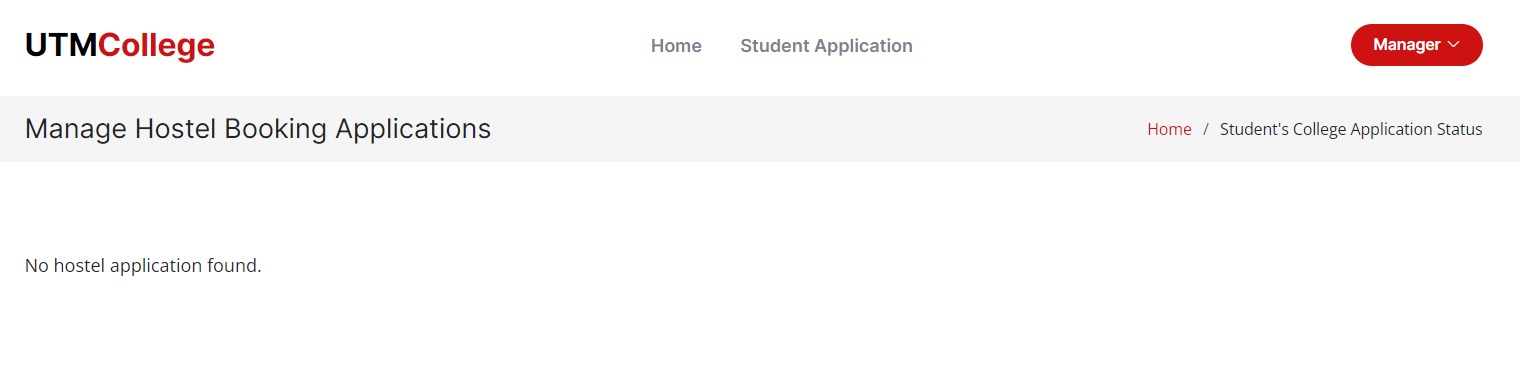 UTMCollege
Home
Student Application
Manager
Manage Hostel Booking Applications
Home / Student's College Application Status
No hostel application found.